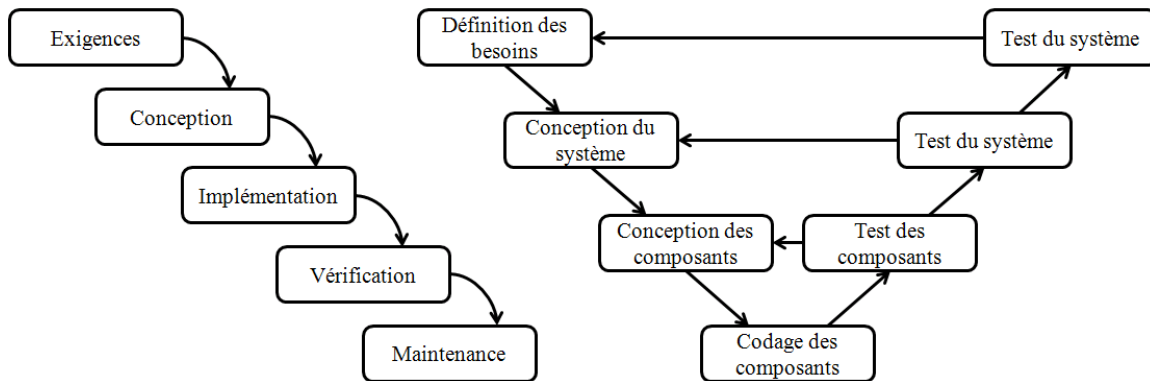 Exigences
Conception
Implémentation
Vérification
Maintenance
Définition des
besoins
Conception du
système
Conception des
composants
Codage des
composants
Test des
composants
Test du système
Test du système